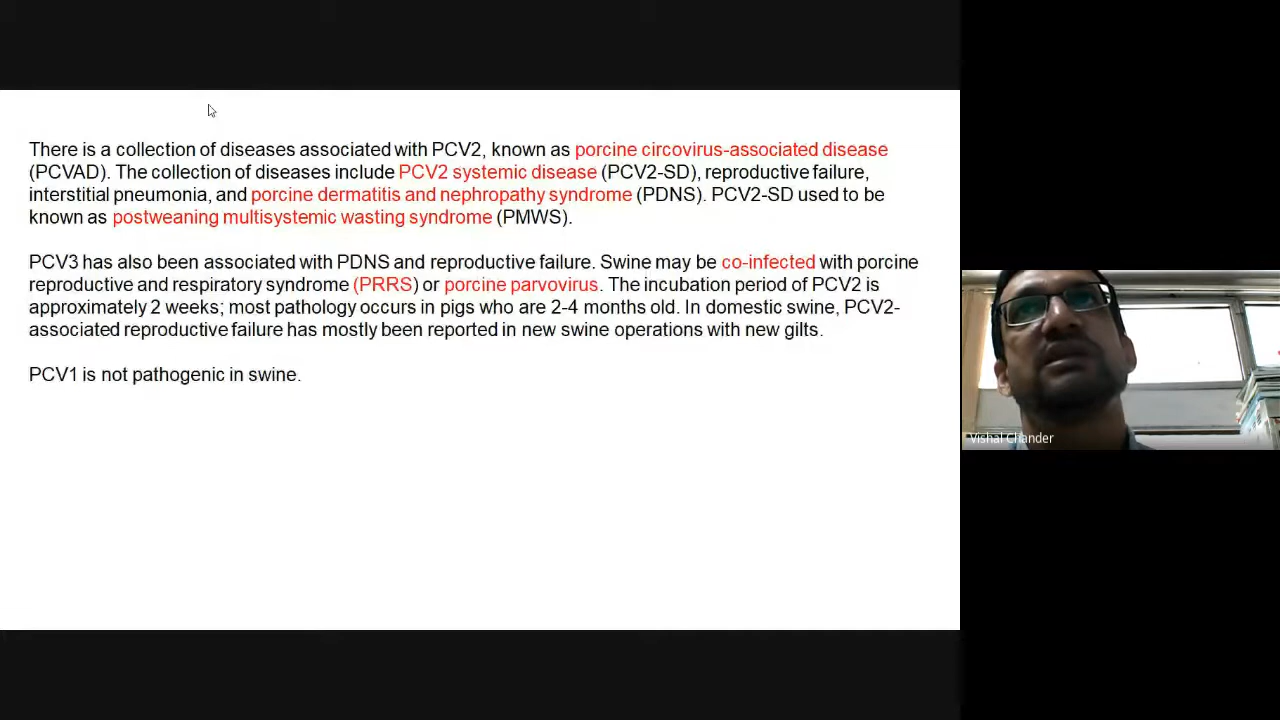 There is a collection of diseases associated with PCV2, known as porcine circovirus-associated disease
(PCVAD). The collection of diseases include PCV2 systemic disease (PCV2-SD), reproductive failure,
interstitial pneumonia, and porcine dermatitis and nephropathy syndrome (PDNS). PCV2-SD used to be
known as postweaning multisystemic wasting syndrome (PMWS).
PCV3 has also been associated with PDNS and reproductive failure. Swine may be co-infected with porcine
reproductive and respiratory syndrome (PRRS) or porcine parvovirus. The incubation period of PCV2 is
approximately 2 weeks; most pathology occurs in pigs who are 2-4 months old. In domestic swine, PCV2-
associated reproductive failure has mostly been reported in new swine operations with new gilts.
PCV1 is not pathogenic in swine.
Vishal Chander